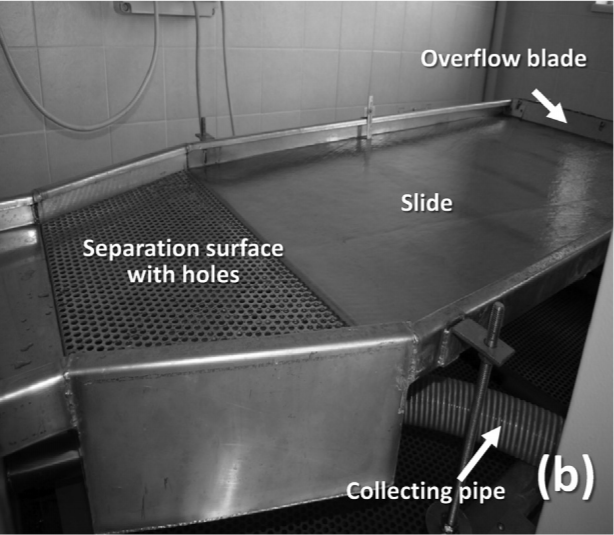 Overflow blade
Slide
Separation surface
with holes
Collecting pipe
(b)